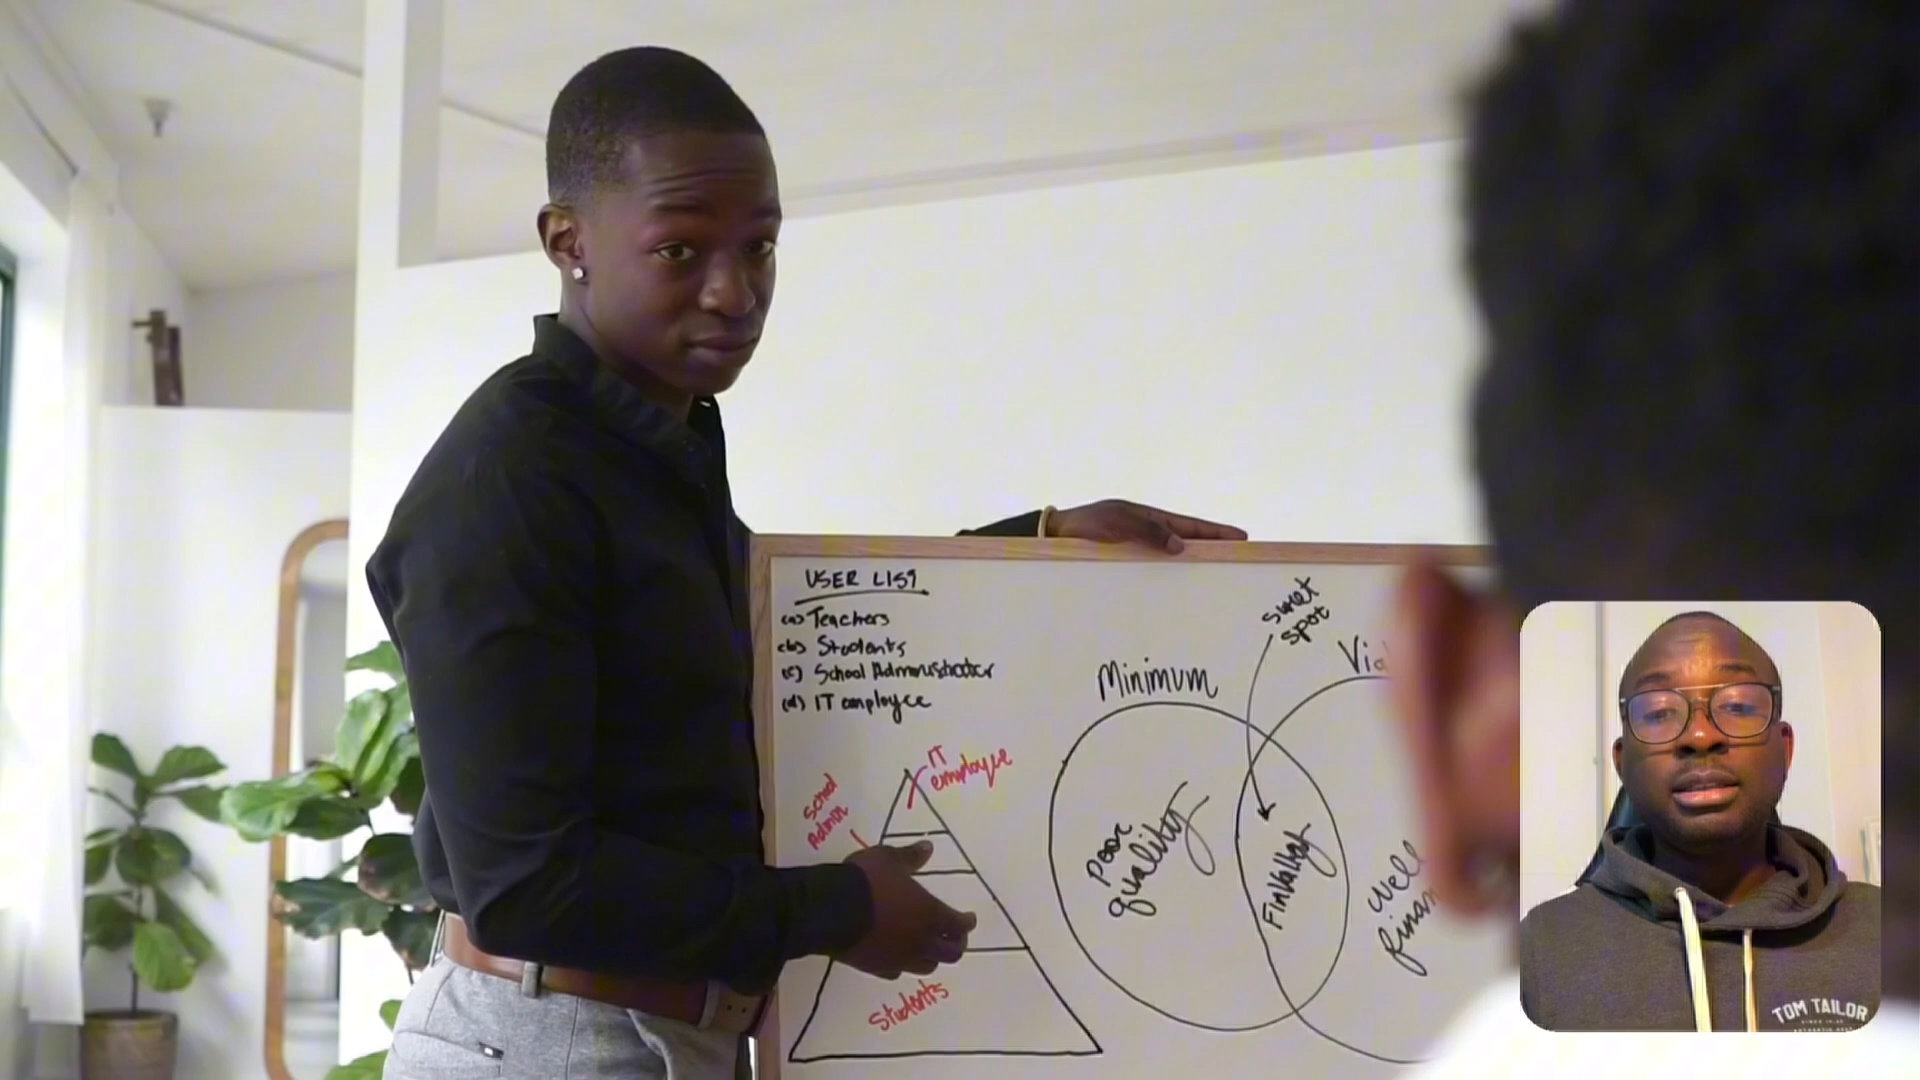 USER LIST
(a) Teachers
(b) Students
(c) School Administrator
(d) IT employee
IT
employee
School
Admin
Students
Minimum
sweet
spot
Poor
quality
Well
TOM TAILOR